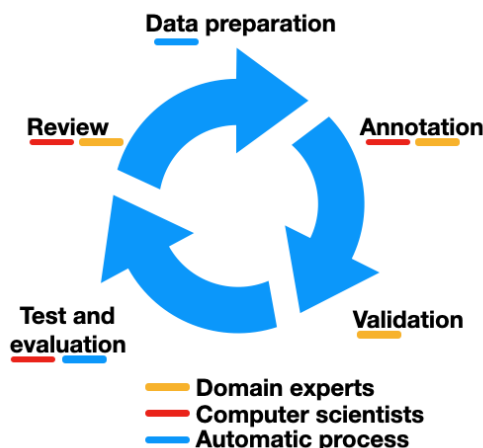 Data preparation
Review
Annotation
Test and
evaluation
Validation
Domain experts
Computer scientists
Automatic process